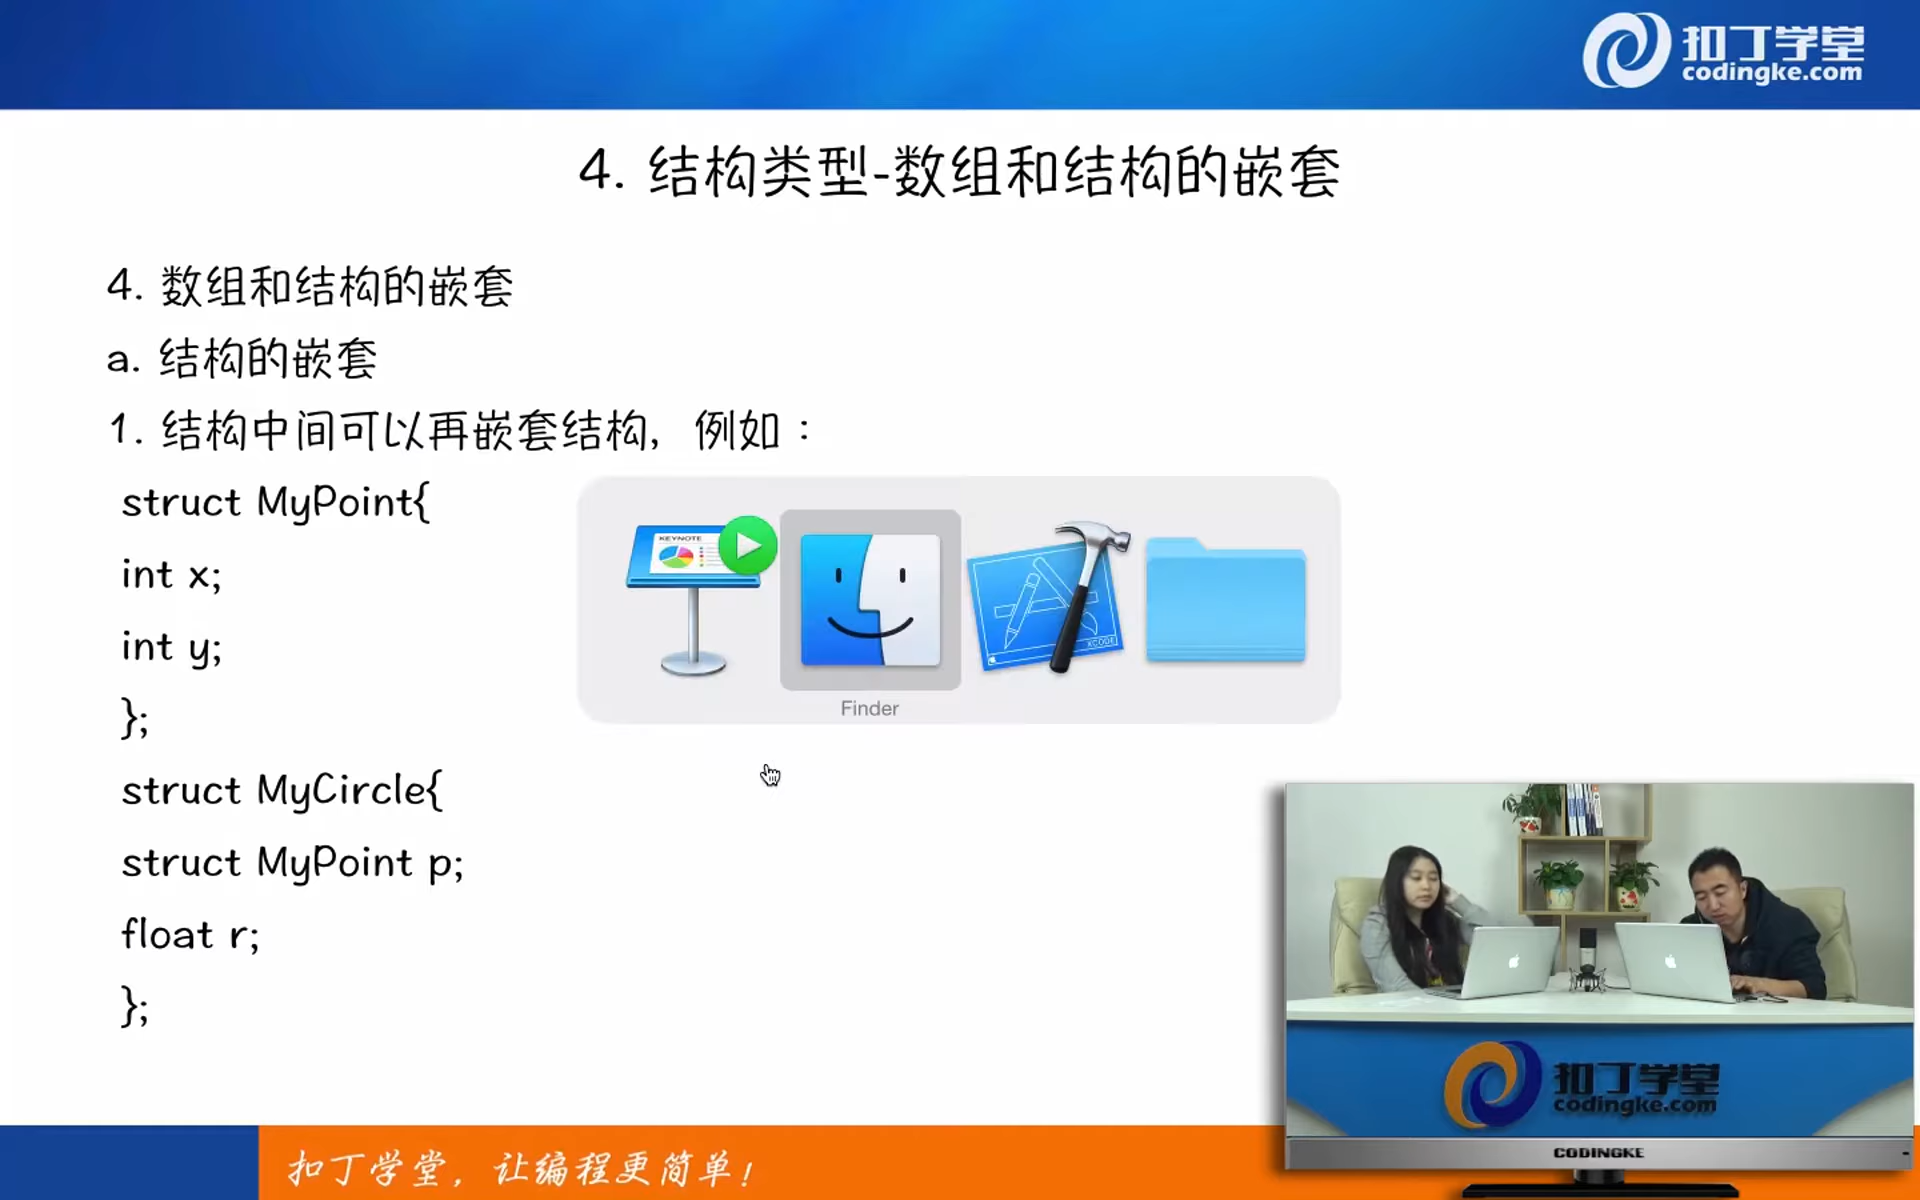 扣丁学堂
codingke.com
4. 结构类型-数组和结构的嵌套
4. 数组和结构的嵌套
a. 结构的嵌套
1. 结构中间可以再嵌套结构，例如：
struct MyPoint{
int x;
int y;
};
struct MyCircle{
struct MyPoint p;
float r;
};
KEYNOTE
XCODE
Finder
扣丁学堂
codingke.com
CODINGKE
扣丁学堂，让编程更简单！